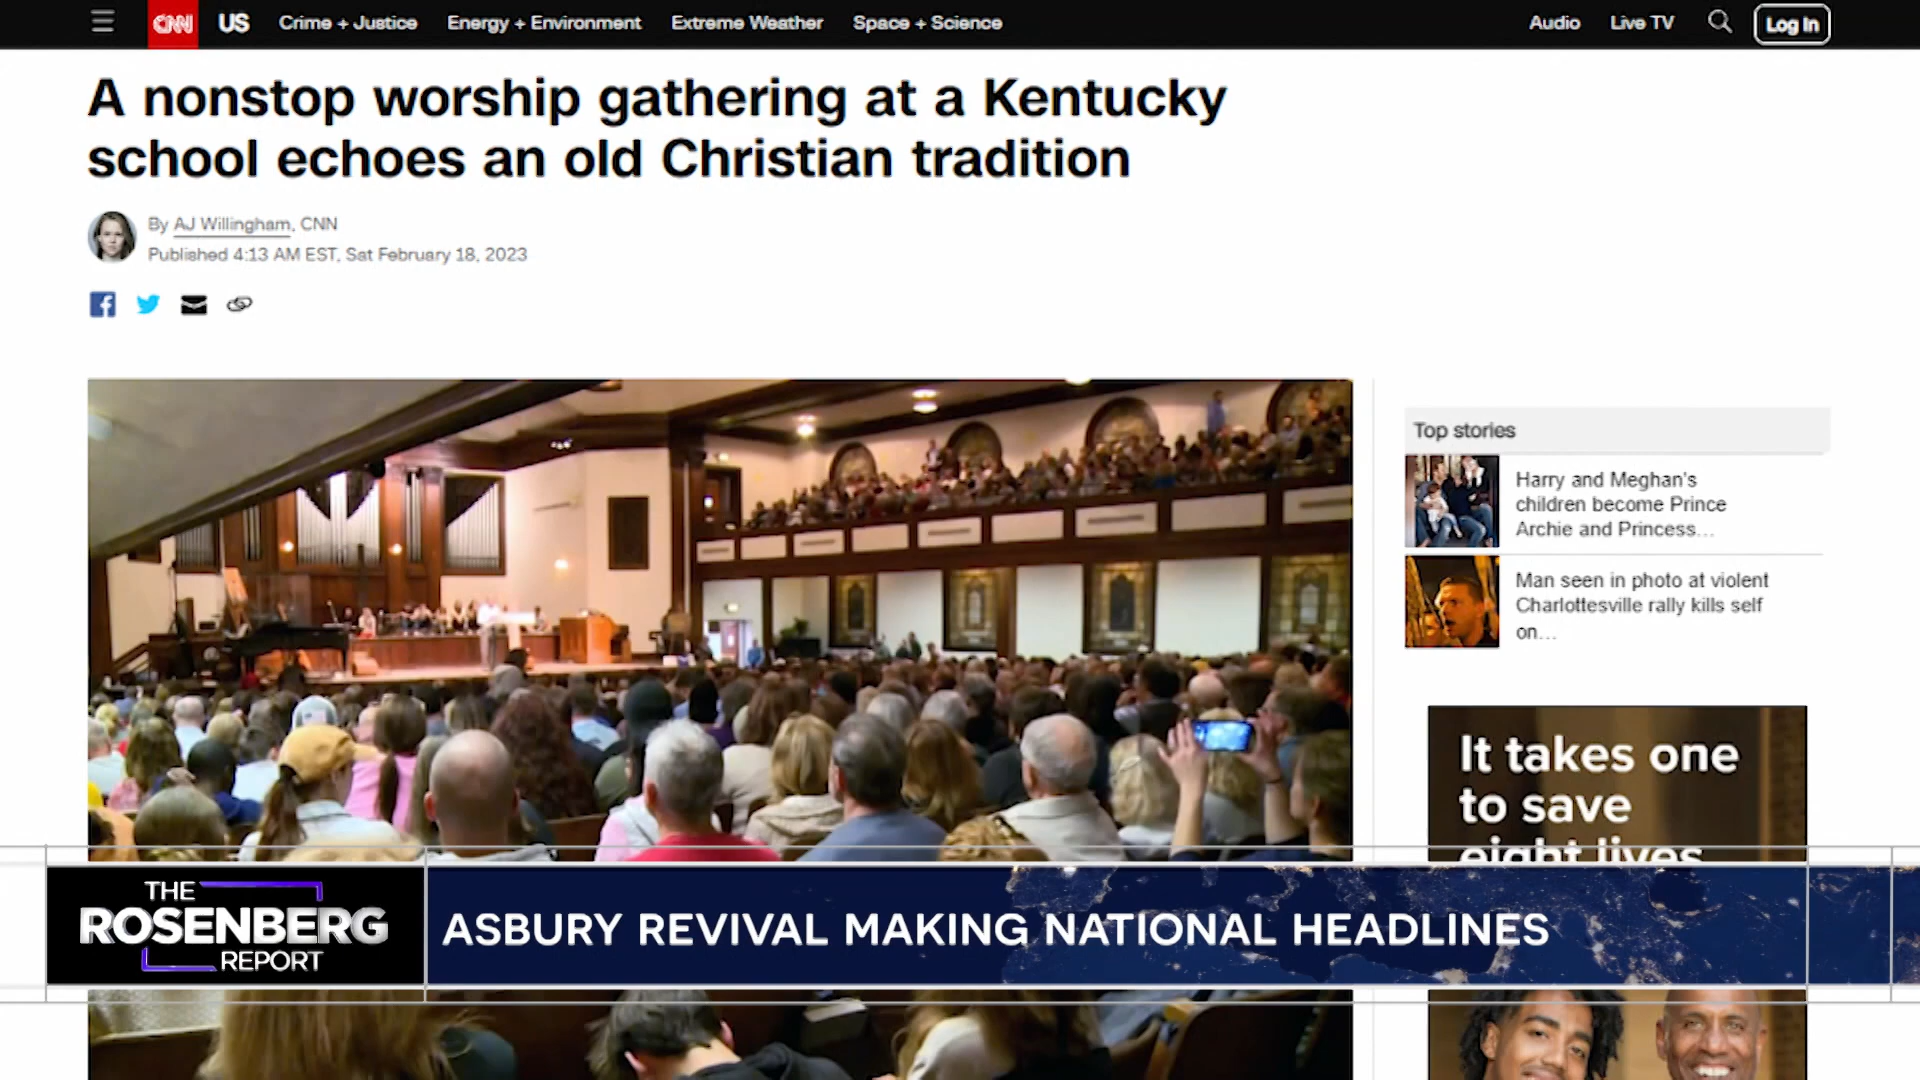 CNN US Crime + Justice Energy + Environment Extreme Weather Space + Science Audio Live TV Log In
A nonstop worship gathering at a Kentucky
school echoes an old Christian tradition
By AJ Willingham, CNN
Published 4:13 AM EST, Sat February 18, 2023
Top stories
Harry and Meghan's
children become Prince
Archie and Princess...
Man seen in photo at violent
Charlottesville rally kills self
on...
It takes one
to save
eight lives
THE
ROSENBERG
REPORT
ASBURY REVIVAL MAKING NATIONAL HEADLINES